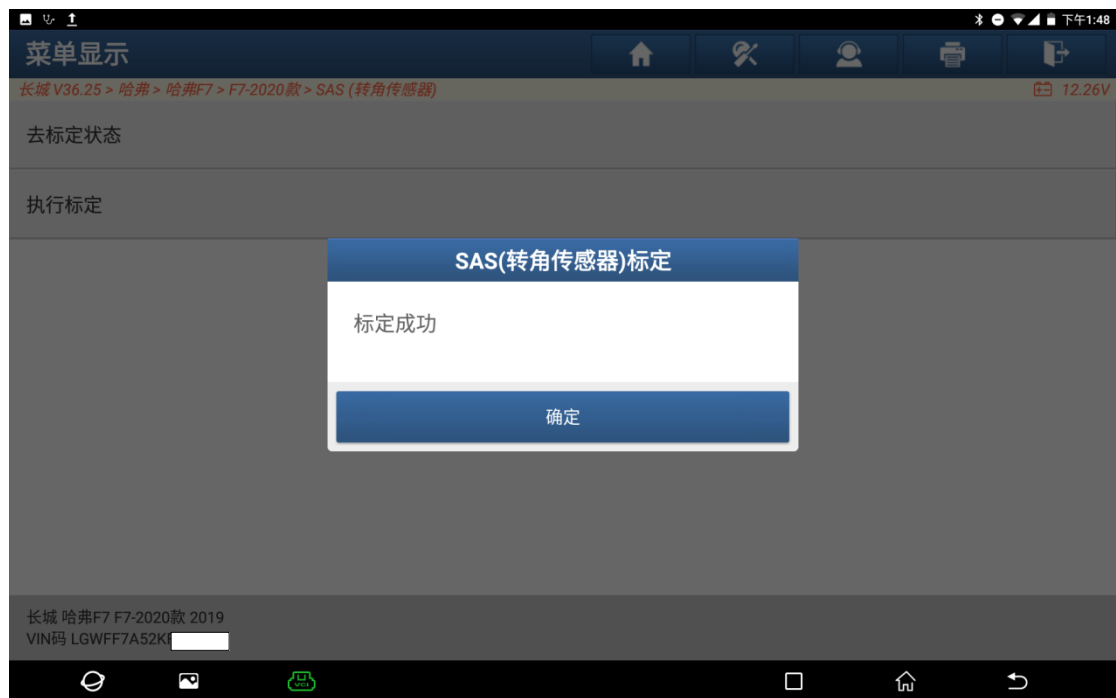 下午1:48
菜单显示
长城 V36.25 > 哈弗 > 哈弗F7 > F7-2020款 > SAS (转角传感器)
12.26V
去标定状态
执行标定
SAS(转角传感器)标定
标定成功
确定
长城 哈弗F7 F7-2020款 2019
VIN码 LGWFF7A52K
VCI